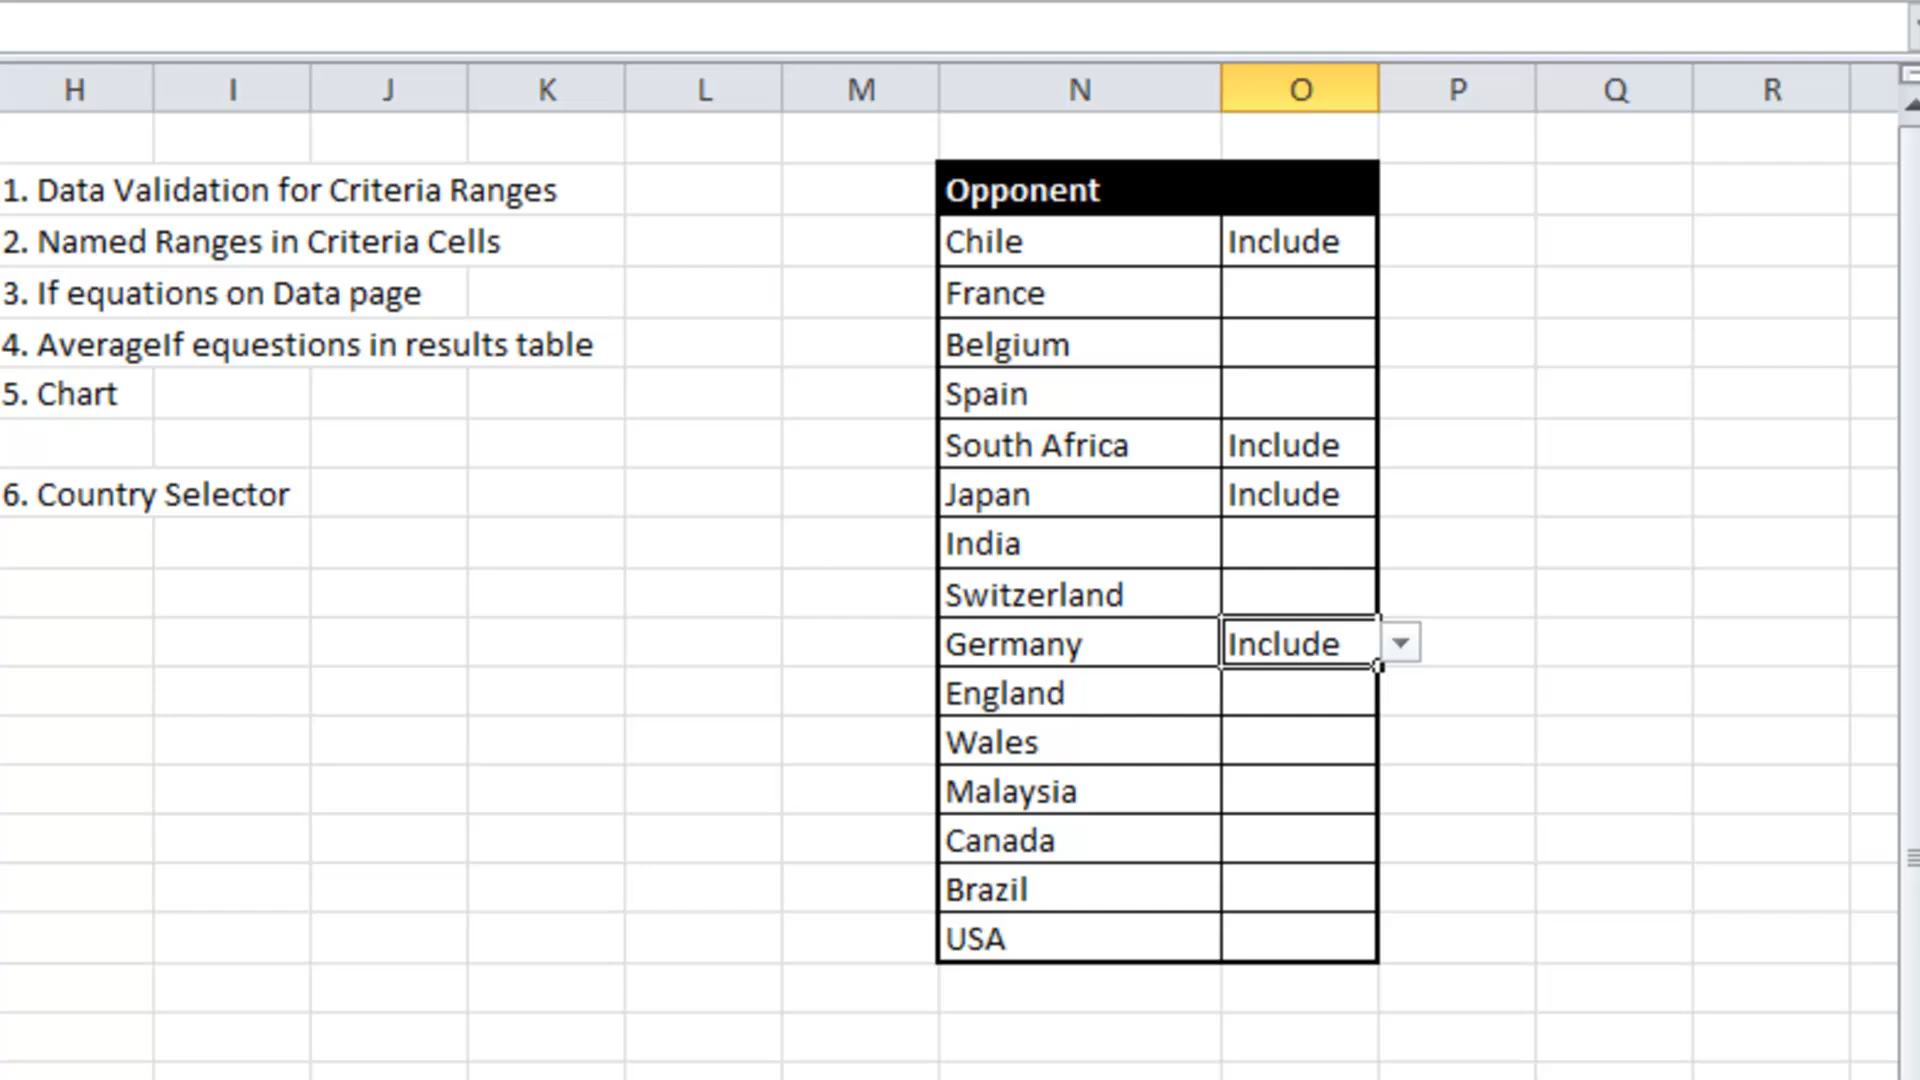 H I J K L M N O P Q R
1. Data Validation for Criteria Ranges
2. Named Ranges in Criteria Cells
3. If equations on Data page
4. AverageIf equestions in results table
5. Chart
6. Country Selector
Opponent
Chile Include
France
Belgium
Spain
South Africa Include
Japan Include
India
Switzerland
Germany Include
England
Wales
Malaysia
Canada
Brazil
USA